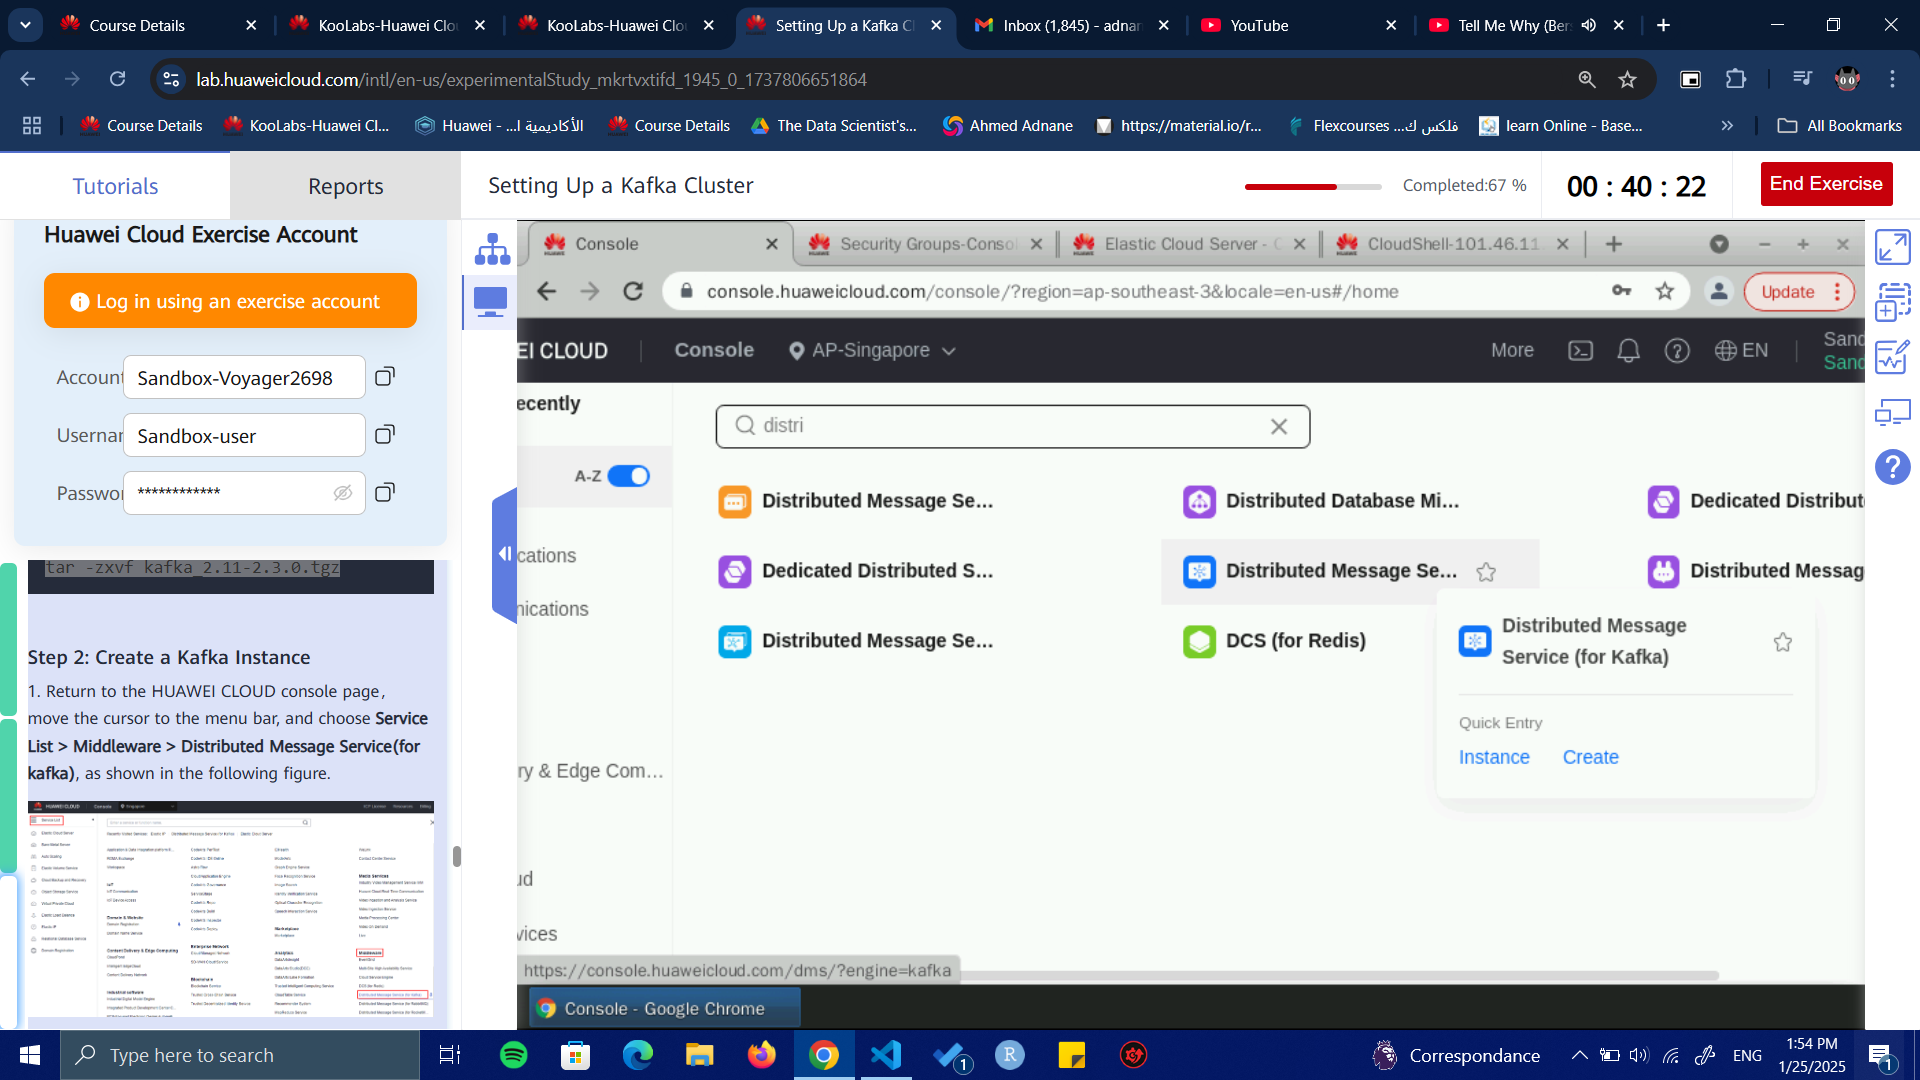 Course Details
KooLabs-Huawei Clo
KooLabs-Huawei Clo
Setting Up a Kafka Cl
Inbox (1,845) - adnan
YouTube
Tell Me Why (Ber
lab.huaweicloud.com/intl/en-us/experimentalStudy_mkrtvxtifd_1945_0_1737806651864
Course Details
KooLabs-Huawei Cl...
Huawei - الأكاديمية ا...
Course Details
The Data Scientist's...
Ahmed Adnane
https://material.io/r...
Flexcourses فلكس ك...
learn Online - Base...
All Bookmarks
Tutorials
Reports
Setting Up a Kafka Cluster
Completed:67 %
00 : 40 : 22
End Exercise
Huawei Cloud Exercise Account
Log in using an exercise account
Account
Sandbox-Voyager2698
Usernar
Sandbox-user
Passwor
************
tar -zxvf kafka_2.11-2.3.0.tgz
Step 2: Create a Kafka Instance
1. Return to the HUAWEI CLOUD console page,
move the cursor to the menu bar, and choose Service
List > Middleware > Distributed Message Service(for
kafka), as shown in the following figure.
Console
Security Groups-Consol
Elastic Cloud Server - C
CloudShell-101.46.11
console.huaweicloud.com/console/?region=ap-southeast-3&locale=en-us#/home
Update
EI CLOUD
Console
AP-Singapore
More
EN
Sand
Sand
ecently
distri
A-Z
Distributed Message Se...
Distributed Database Mi...
Dedicated Distribut
cations
Dedicated Distributed S...
Distributed Message Se...
Distributed Messag
nications
Distributed Message Se...
DCS (for Redis)
Distributed Message
Service (for Kafka)
Quick Entry
Instance
Create
ry & Edge Com...
ud
vices
https://console.huaweicloud.com/dms/?engine=kafka
Console - Google Chrome
Type here to search
1
Correspondance
ENG
1:54 PM
1/25/2025
1